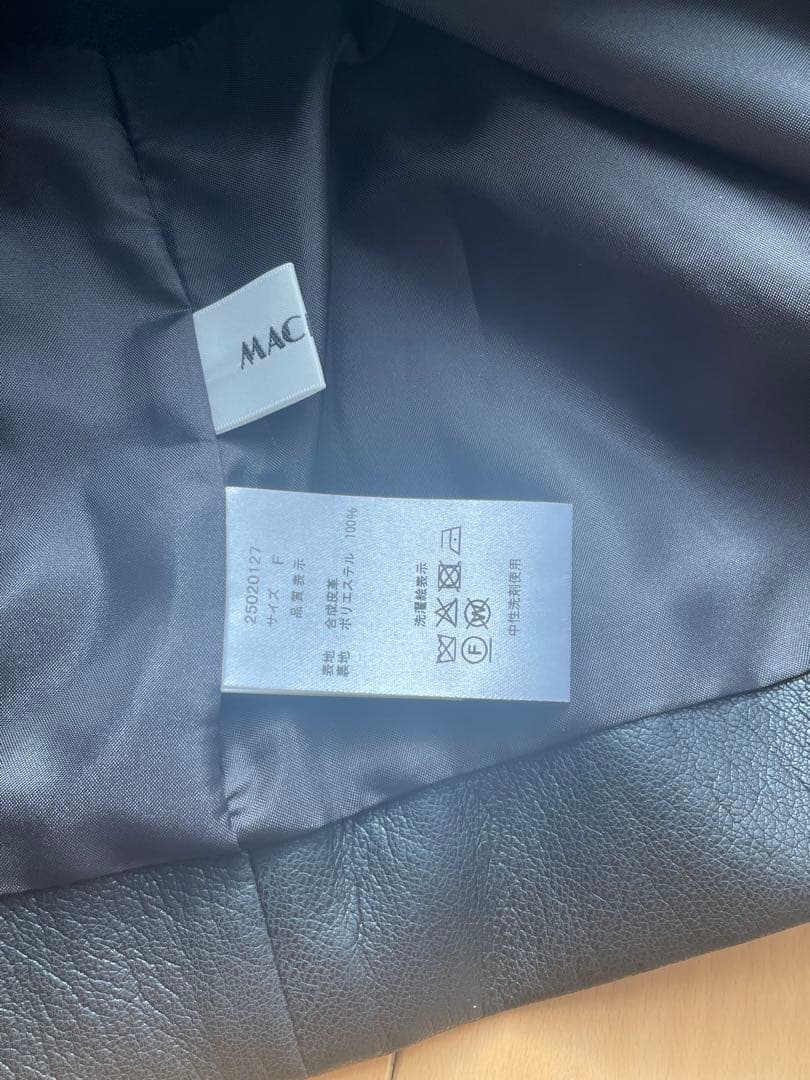 MAC
25020127
サイズ F
品質表示
表地 合成皮革
裏地 ポリエステル 100%
洗濯絵表示
F W
中性洗剤使用